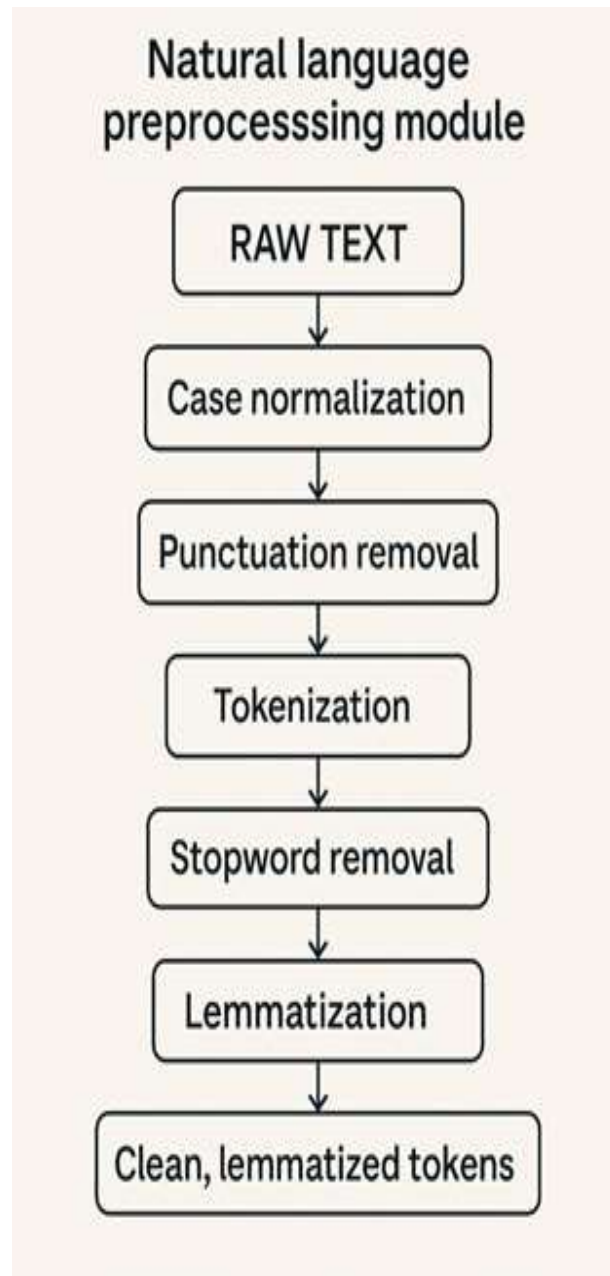 Natural language
preprocesssing module
RAW TEXT
Case normalization
Punctuation removal
Tokenization
Stopword removal
Lemmatization
Clean, lemmatized tokens